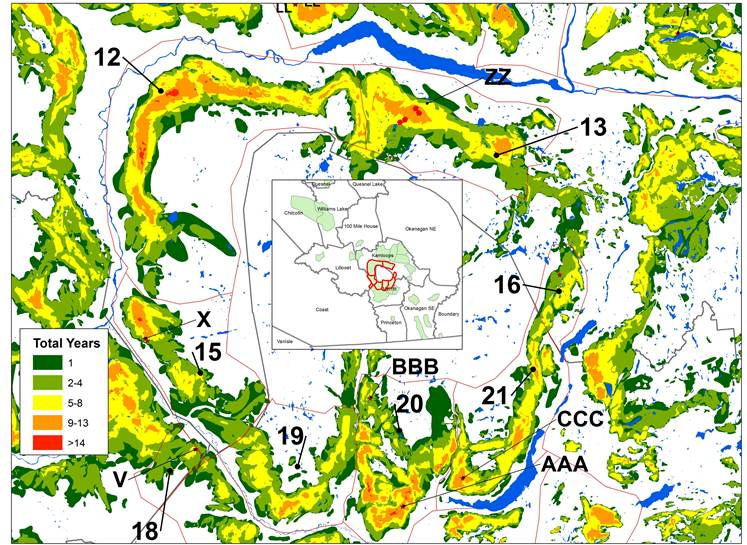 12
ZZ
13
Quesnel Lake
Chilcotin
Williams Lake
100 Mile House
Okanagan NE
Kamloops
Lillooet
Merritt
Coast
Okanagan SE
Boundary
Princeton
Vanisle
16
X
15
Total Years
1
2-4
5-8
9-13
>14
BBB
20
21
19
CCC
AAA
V
18